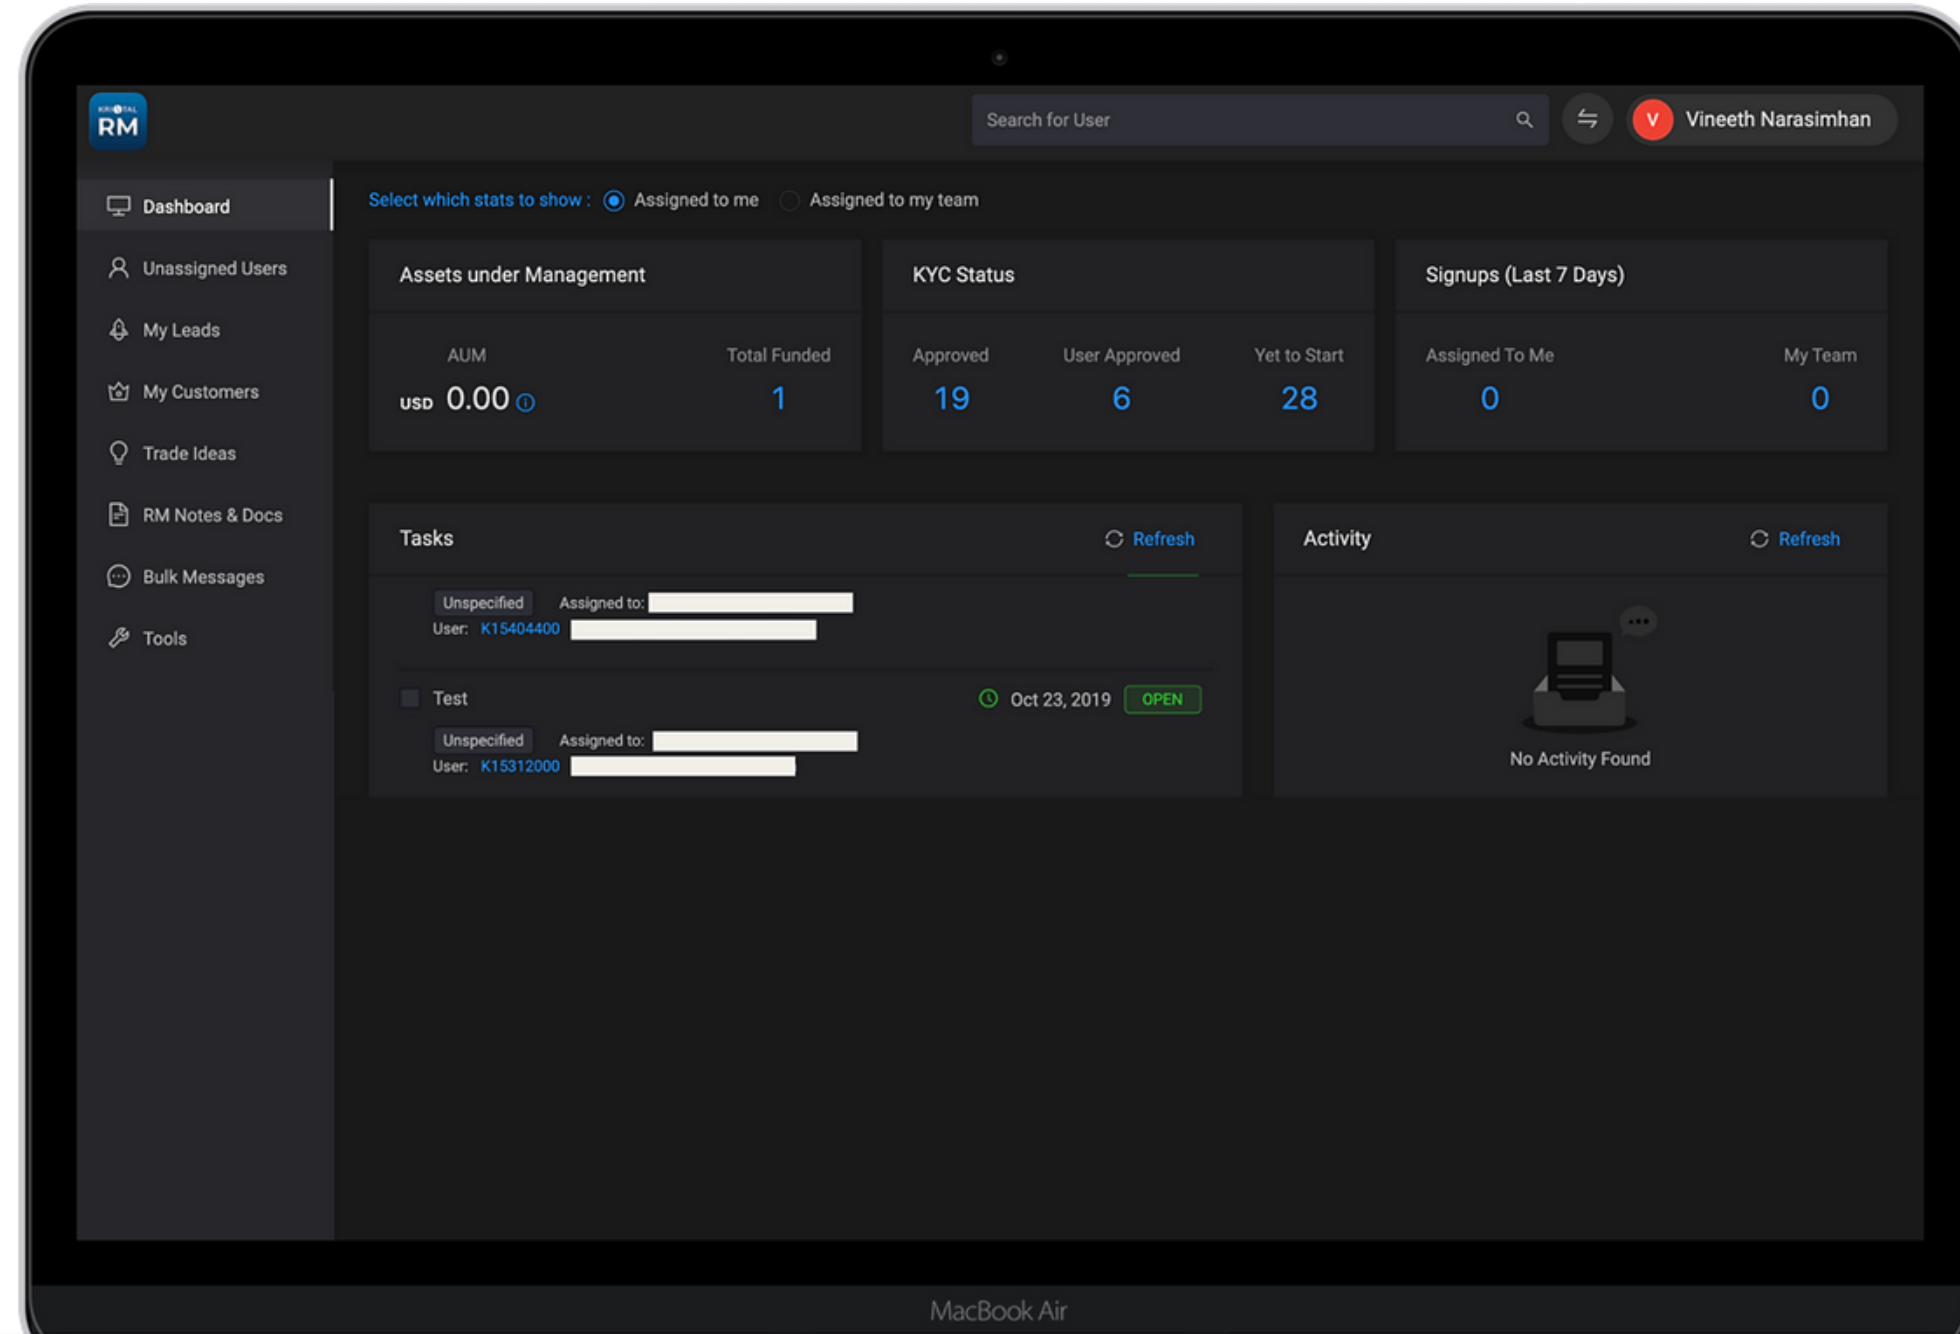 KRISTAL
RM
Search for User
V Vineeth Narasimhan
Dashboard
Unassigned Users
My Leads
My Customers
Trade Ideas
RM Notes & Docs
Bulk Messages
Tools
Select which stats to show : Assigned to me Assigned to my team
Assets under Management
AUM Total Funded
USD 0.00 1
KYC Status
Approved User Approved Yet to Start
19 6 28
Signups (Last 7 Days)
Assigned To Me My Team
0 0
Tasks Refresh
Unspecified Assigned to:
User: K15404400
Test Oct 23, 2019 OPEN
Unspecified Assigned to:
User: K15312000
Activity Refresh
No Activity Found
MacBook Air